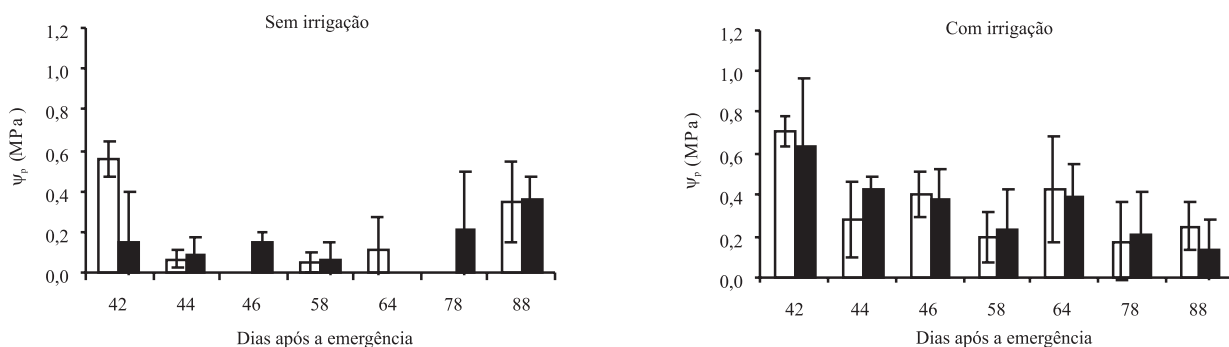 Sem irrigação
1,2
1,0
0,8
0,6
0,4
0,2
0,0
Ψp (MPa)
42 44 46 58 64 78 88
Dias após a emergência
Com irrigação
1,2
1,0
0,8
0,6
0,4
0,2
0,0
Ψp (MPa)
42 44 46 58 64 78 88
Dias após a emergência